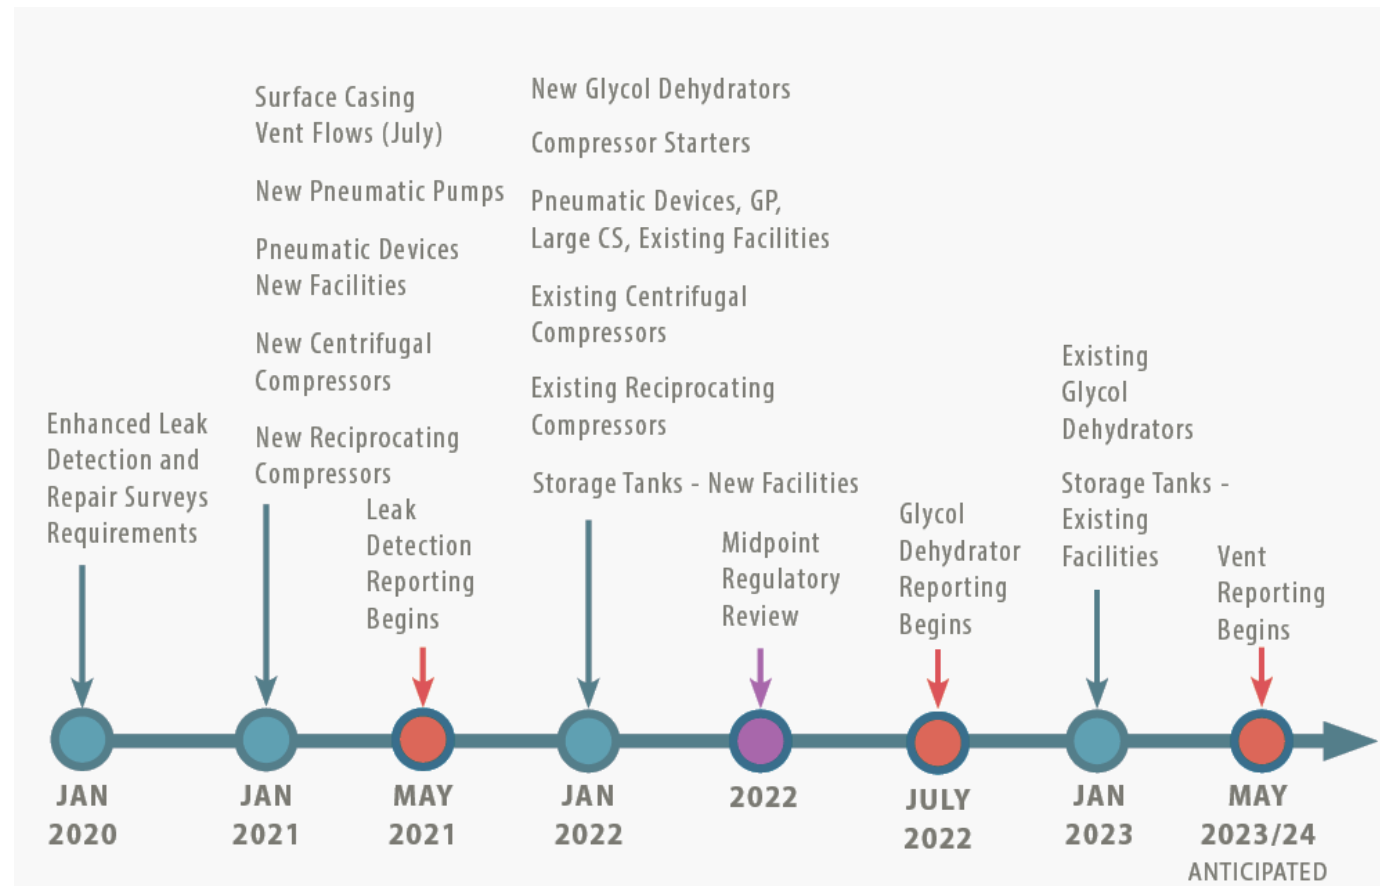 Enhanced Leak
Detection and
Repair Surveys
Requirements
JAN
2020
Surface Casing
Vent Flows (July)
New Pneumatic Pumps
Pneumatic Devices
New Facilities
New Centrifugal
Compressors
New Reciprocating
Compressors
JAN
2021
Leak
Detection
Reporting
Begins
MAY
2021
New Glycol Dehydrators
Compressor Starters
Pneumatic Devices, GP,
Large CS, Existing Facilities
Existing Centrifugal
Compressors
Existing Reciprocating
Compressors
Storage Tanks - New Facilities
JAN
2022
Midpoint
Regulatory
Review
2022
Glycol
Dehydrator
Reporting
Begins
JULY
2022
Existing
Glycol
Dehydrators
Storage Tanks -
Existing
Facilities
JAN
2023
Vent
Reporting
Begins
MAY
2023/24
ANTICIPATED